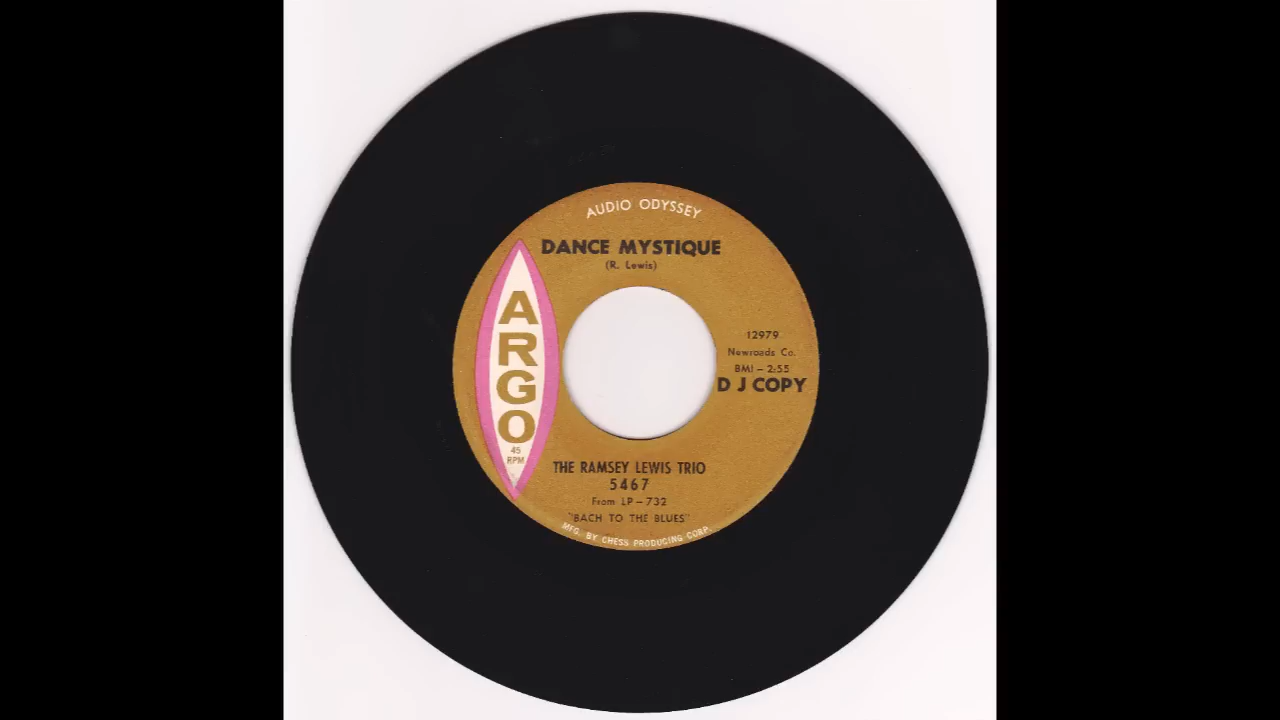 AUDIO ODYSSEY
DANCE MYSTIQUE
(R. Lewis)
ARGO
45
RPM
12979
Newroads Co.
BMI - 2:55
D J COPY
THE RAMSEY LEWIS TRIO
5467
From LP - 732
"BACH TO THE BLUES"
MFG. BY CHESS PRODUCING CORP.